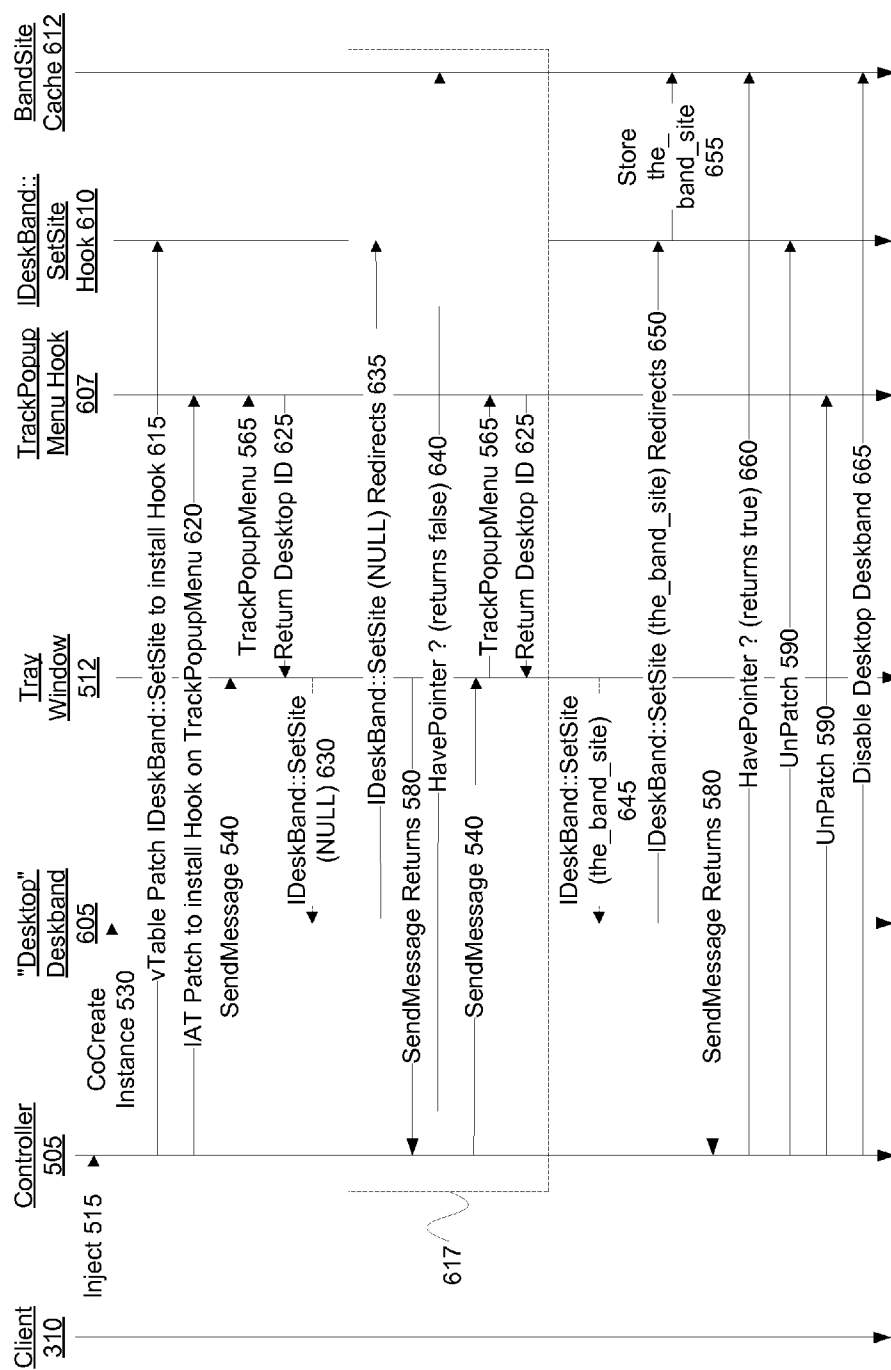 Client
310
Controller
505
"Desktop"
Deskband
605
Tray
Window
512
TrackPopup
Menu Hook
607
IDeskBand::
SetSite
Hook 610
BandSite
Cache 612
Inject 515
CoCreate
Instance 530
vTable Patch IDeskBand::SetSite to install Hook 615
IAT Patch to install Hook on TrackPopupMenu 620
SendMessage 540
TrackPopupMenu 565
Return Desktop ID 625
IDeskBand::SetSite
(NULL) 630
IDeskBand::SetSite (NULL) Redirects 635
SendMessage Returns 580
HavePointer ? (returns false) 640
617
SendMessage 540
TrackPopupMenu 565
Return Desktop ID 625
IDeskBand::SetSite
(the_band_site)
645
IDeskBand::SetSite (the_band_site) Redirects 650
Store
the_
band_site
655
SendMessage Returns 580
HavePointer ? (returns true) 660
UnPatch 590
UnPatch 590
Disable Desktop Deskband 665